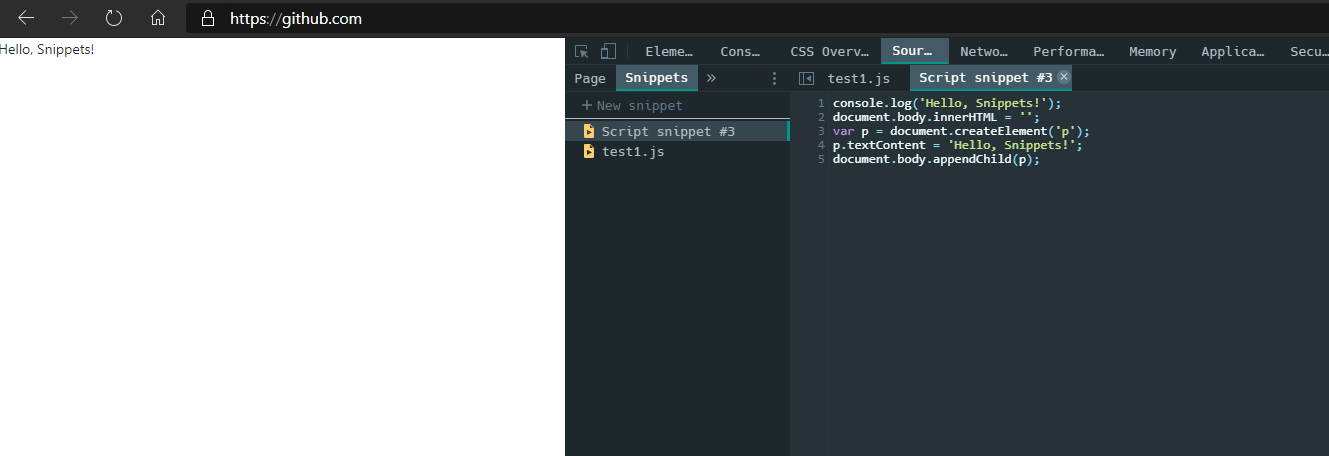 https://github.com
Hello, Snippets!
Eleme… Cons… CSS Overv… Sour… Netwo… Performa… Memory Applica… Secu…
Page Snippets » test1.js Script snippet #3 ×
+ New snippet
Script snippet #3
test1.js
1 console.log('Hello, Snippets!');
2 document.body.innerHTML = '';
3 var p = document.createElement('p');
4 p.textContent = 'Hello, Snippets!';
5 document.body.appendChild(p);